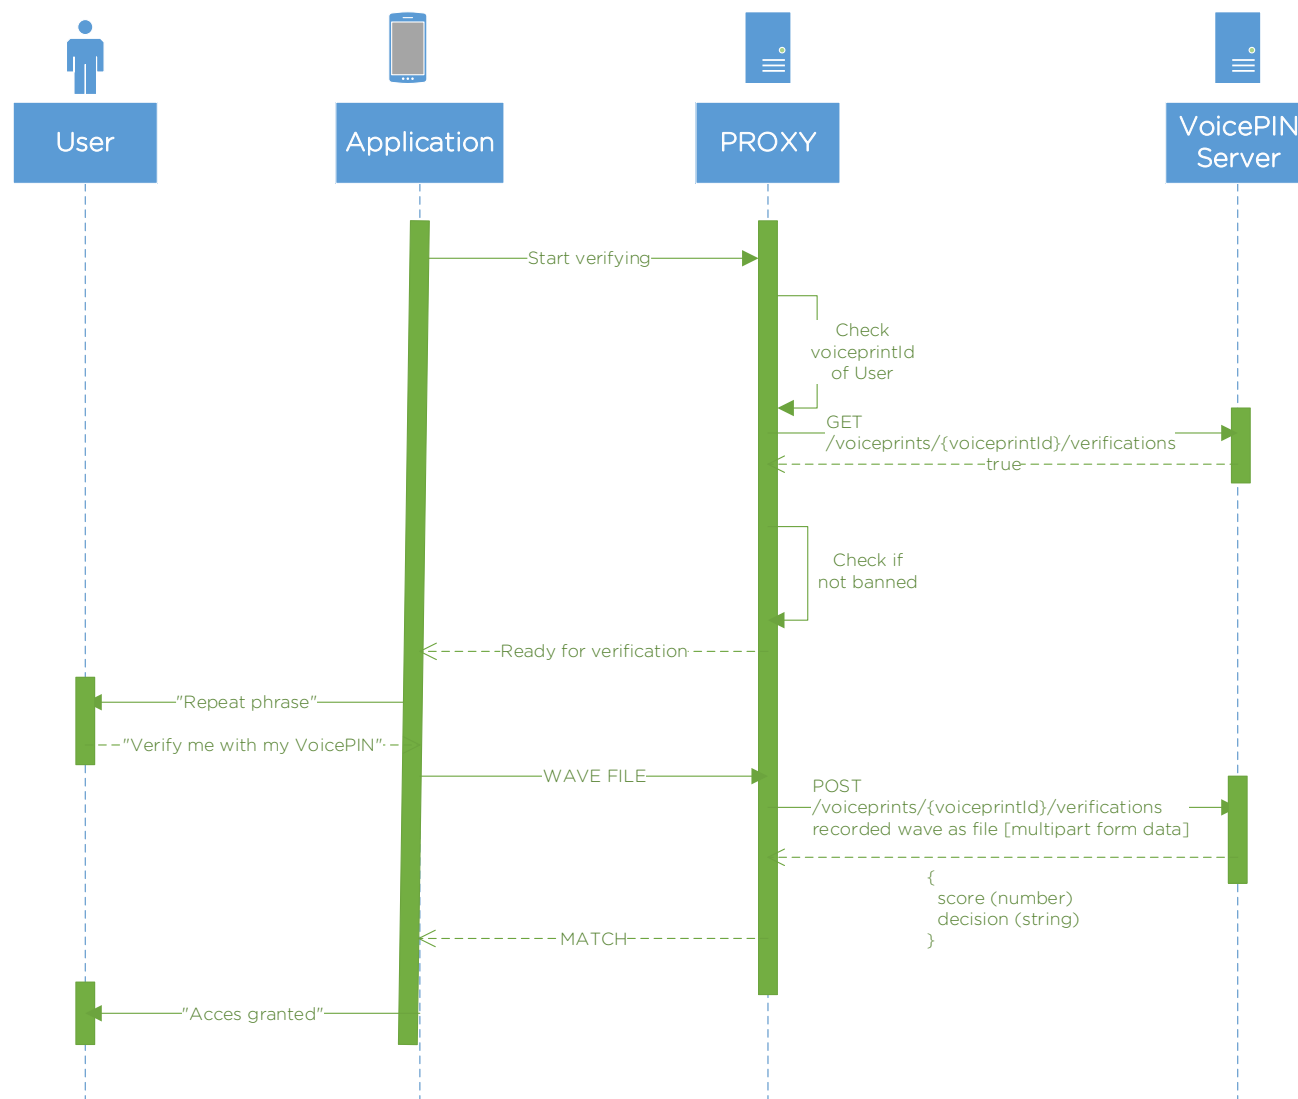 User
Application
PROXY
VoicePIN
Server
Start verifying
Check
voiceprintId
of User
GET
/voiceprints/{voiceprintId}/verifications
true
Check if
not banned
Ready for verification
"Repeat phrase"
"Verify me with my VoicePIN"
WAVE FILE
POST
/voiceprints/{voiceprintId}/verifications
recorded wave as file [multipart form data]
{
score (number)
decision (string)
}
MATCH
"Acces granted"